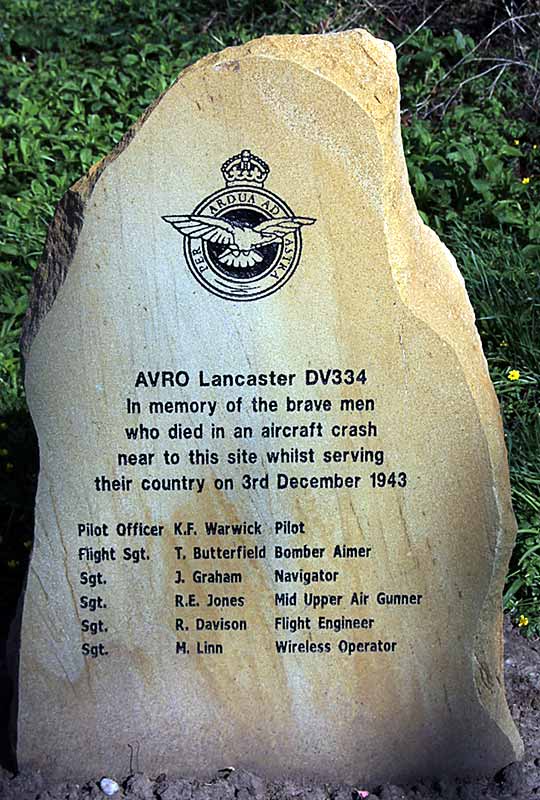 PER ARDUA AD ASTRA
AVRO Lancaster DV334
In memory of the brave men
who died in an aircraft crash
near to this site whilst serving
their country on 3rd December 1943
Pilot Officer K.F. Warwick Pilot
Flight Sgt. T. Butterfield Bomber Aimer
Sgt. J. Graham Navigator
Sgt. R.E. Jones Mid Upper Air Gunner
Sgt. R. Davison Flight Engineer
Sgt. M. Linn Wireless Operator